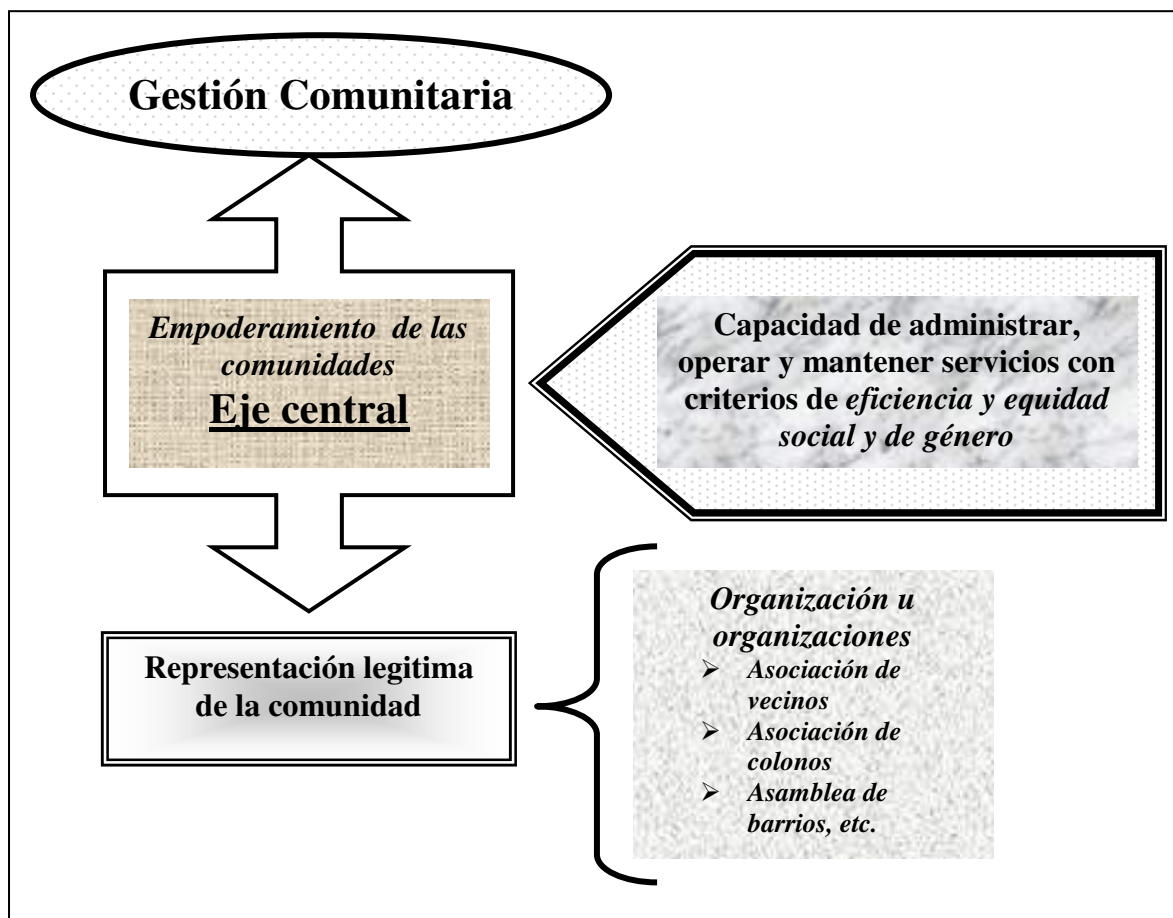 Gestión Comunitaria
Empoderamiento de las
comunidades
Eje central
Capacidad de administrar,
operar y mantener servicios con
criterios de eficiencia y equidad
social y de género
Representación legitima
de la comunidad
Organización u
organizaciones
➢ Asociación de
vecinos
➢ Asociación de
colonos
➢ Asamblea de
barrios, etc.